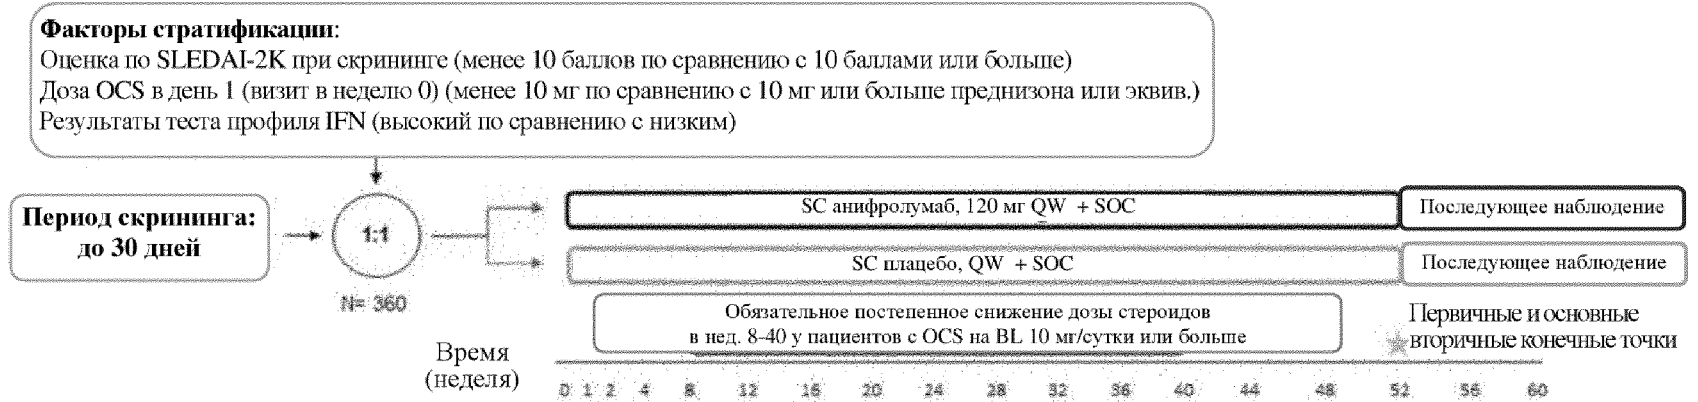 Факторы стратификации:
Оценка по SLEDAI-2K при скрининге (менее 10 баллов по сравнению с 10 баллами или больше)
Доза OCS в день 1 (визит в неделю 0) (менее 10 мг по сравнению с 10 мг или больше преднизона или эквив.)
Результаты теста профиля IFN (высокий по сравнению с низким)
Период скрининга:
до 30 дней
1:1
N= 360
SC анифролумаб, 120 мг QW + SOC
Последующее наблюдение
SC плацебо, QW + SOC
Последующее наблюдение
Обязательное постепенное снижение дозы стероидов
в нед. 8-40 у пациентов с OCS на BL 10 мг/сутки или больше
Первичные и основные
вторичные конечные точки
Время
(неделя)
0 1 2 4 8 12 16 20 24 28 32 36 40 44 48 52 56 60